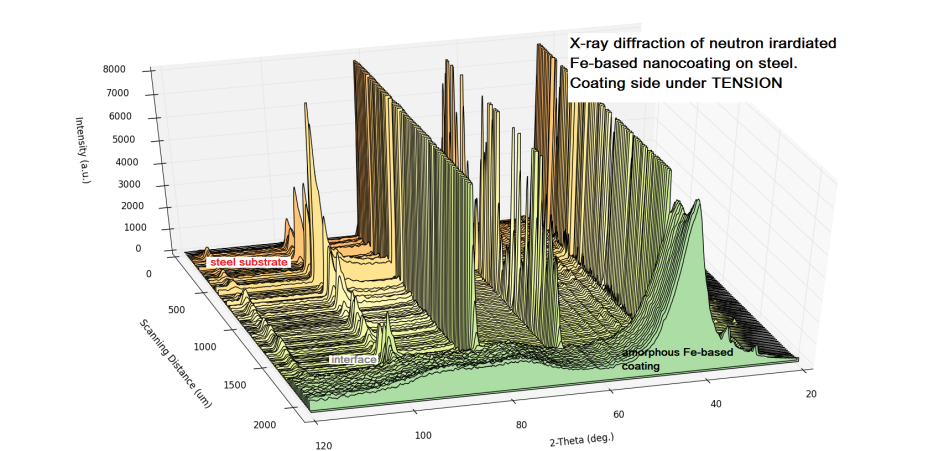 X-ray diffraction of neutron irardiated
Fe-based nanocoating on steel.
Coating side under TENSION
8000
7000
6000
5000
4000
3000
2000
1000
0
Intensity (a.u.)
steel substrate
0
500
1000
1500
2000
Scanning Distance (um)
interface
amorphous Fe-based
coating
120
100
80
60
40
20
2-Theta (deg.)